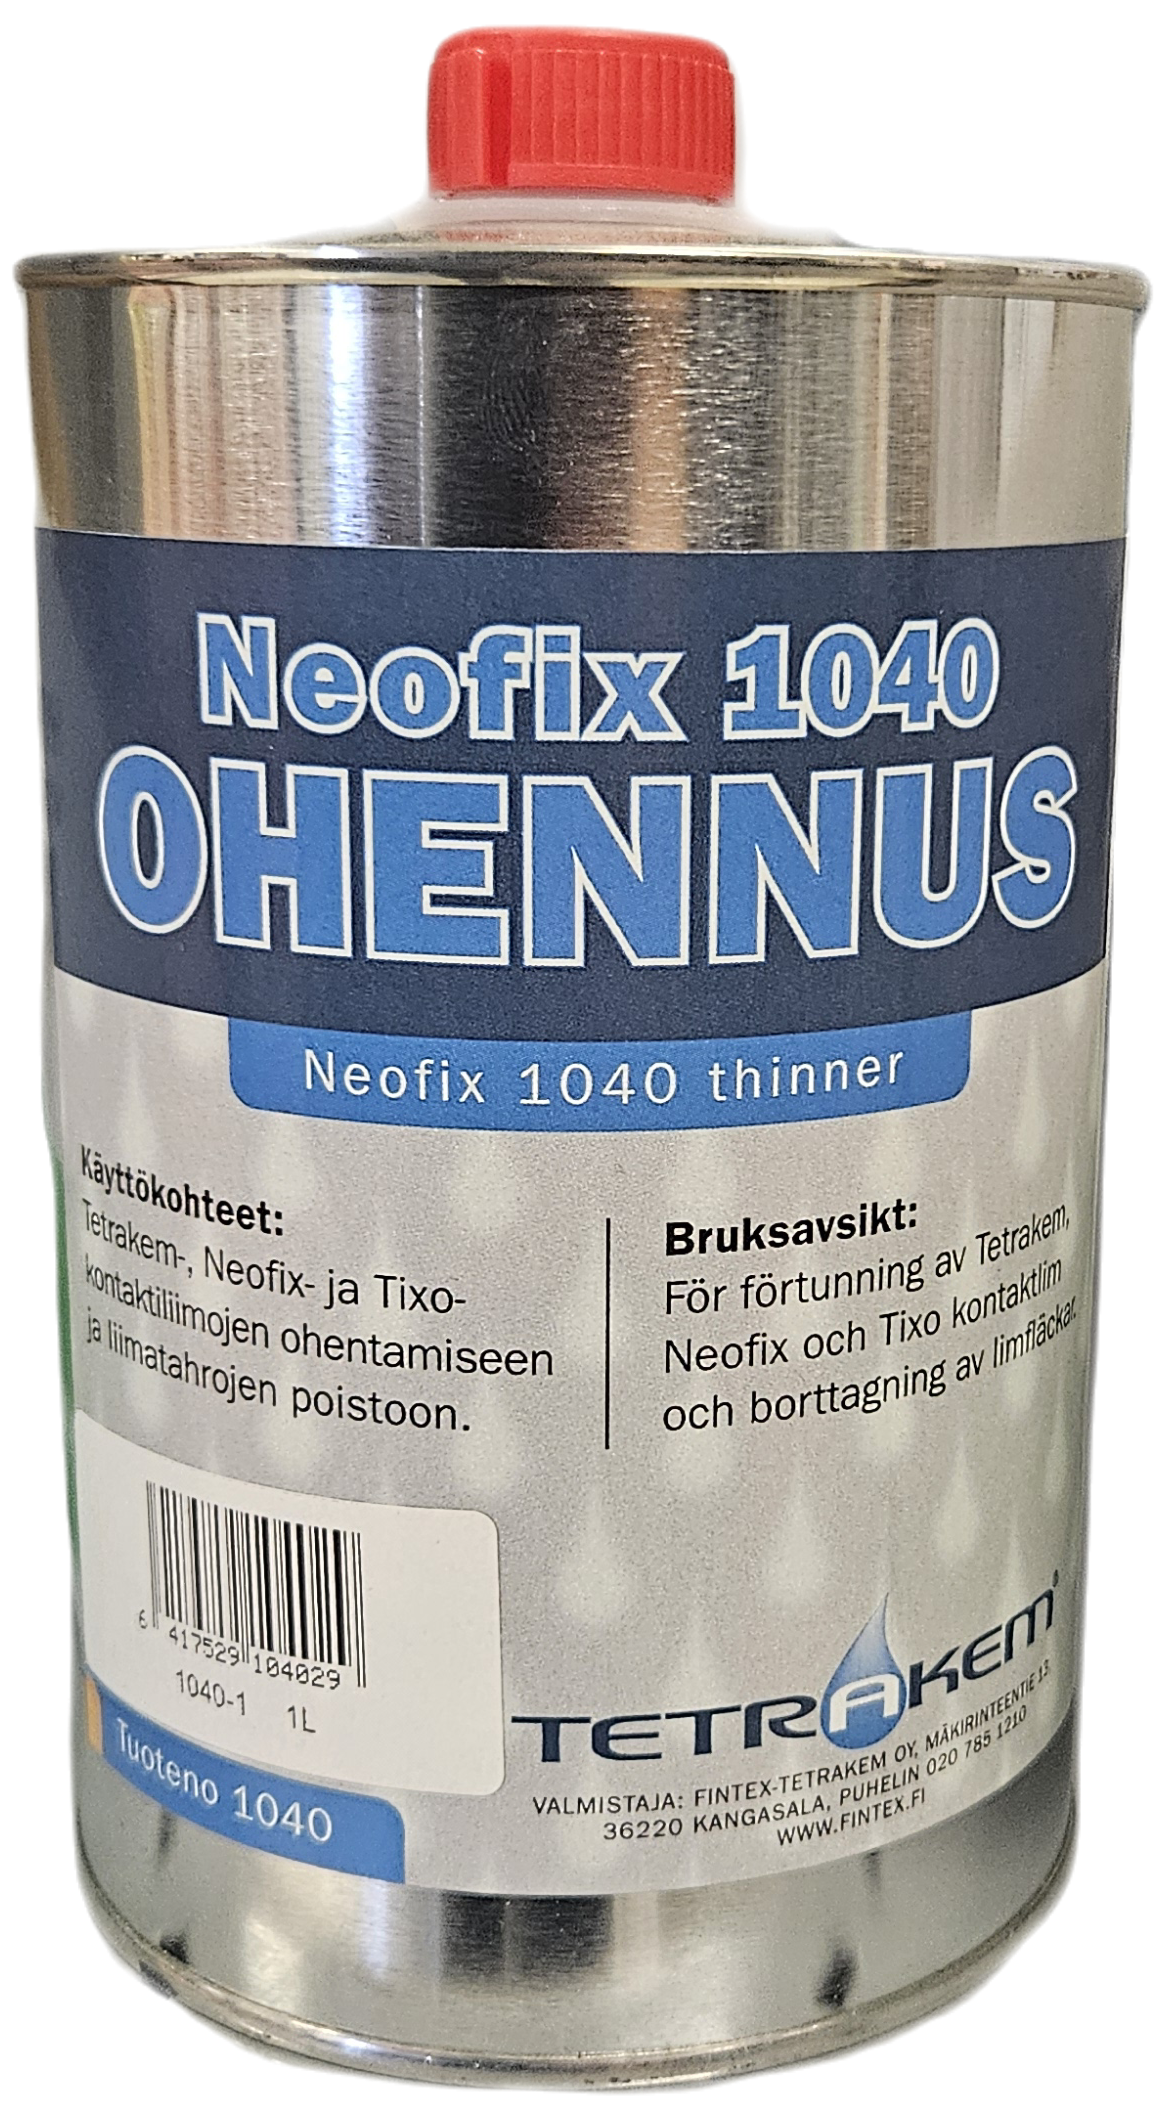 Neofix 1040
OHENNUS
Neofix 1040 thinner
Käyttökohteet:
Tetrakem-, Neofix- ja Tixo-
kontaktiliimojen ohentamiseen
ja liimatahrojen poistoon.
Bruksavsikt:
För förtunning av Tetrakem,
Neofix och Tixo kontaktlim
och borttagning av limfläckar.
6 417529 104029
1040-1 1L
Tuoteno 1040
TETRAKEM®
VALMISTAJA: FINTEX-TETRAKEM OY, MÄKIRINTEENTIE 13,
36220 KANGASALA, PUHELIN 020 785 1210
WWW.FINTEX.FI